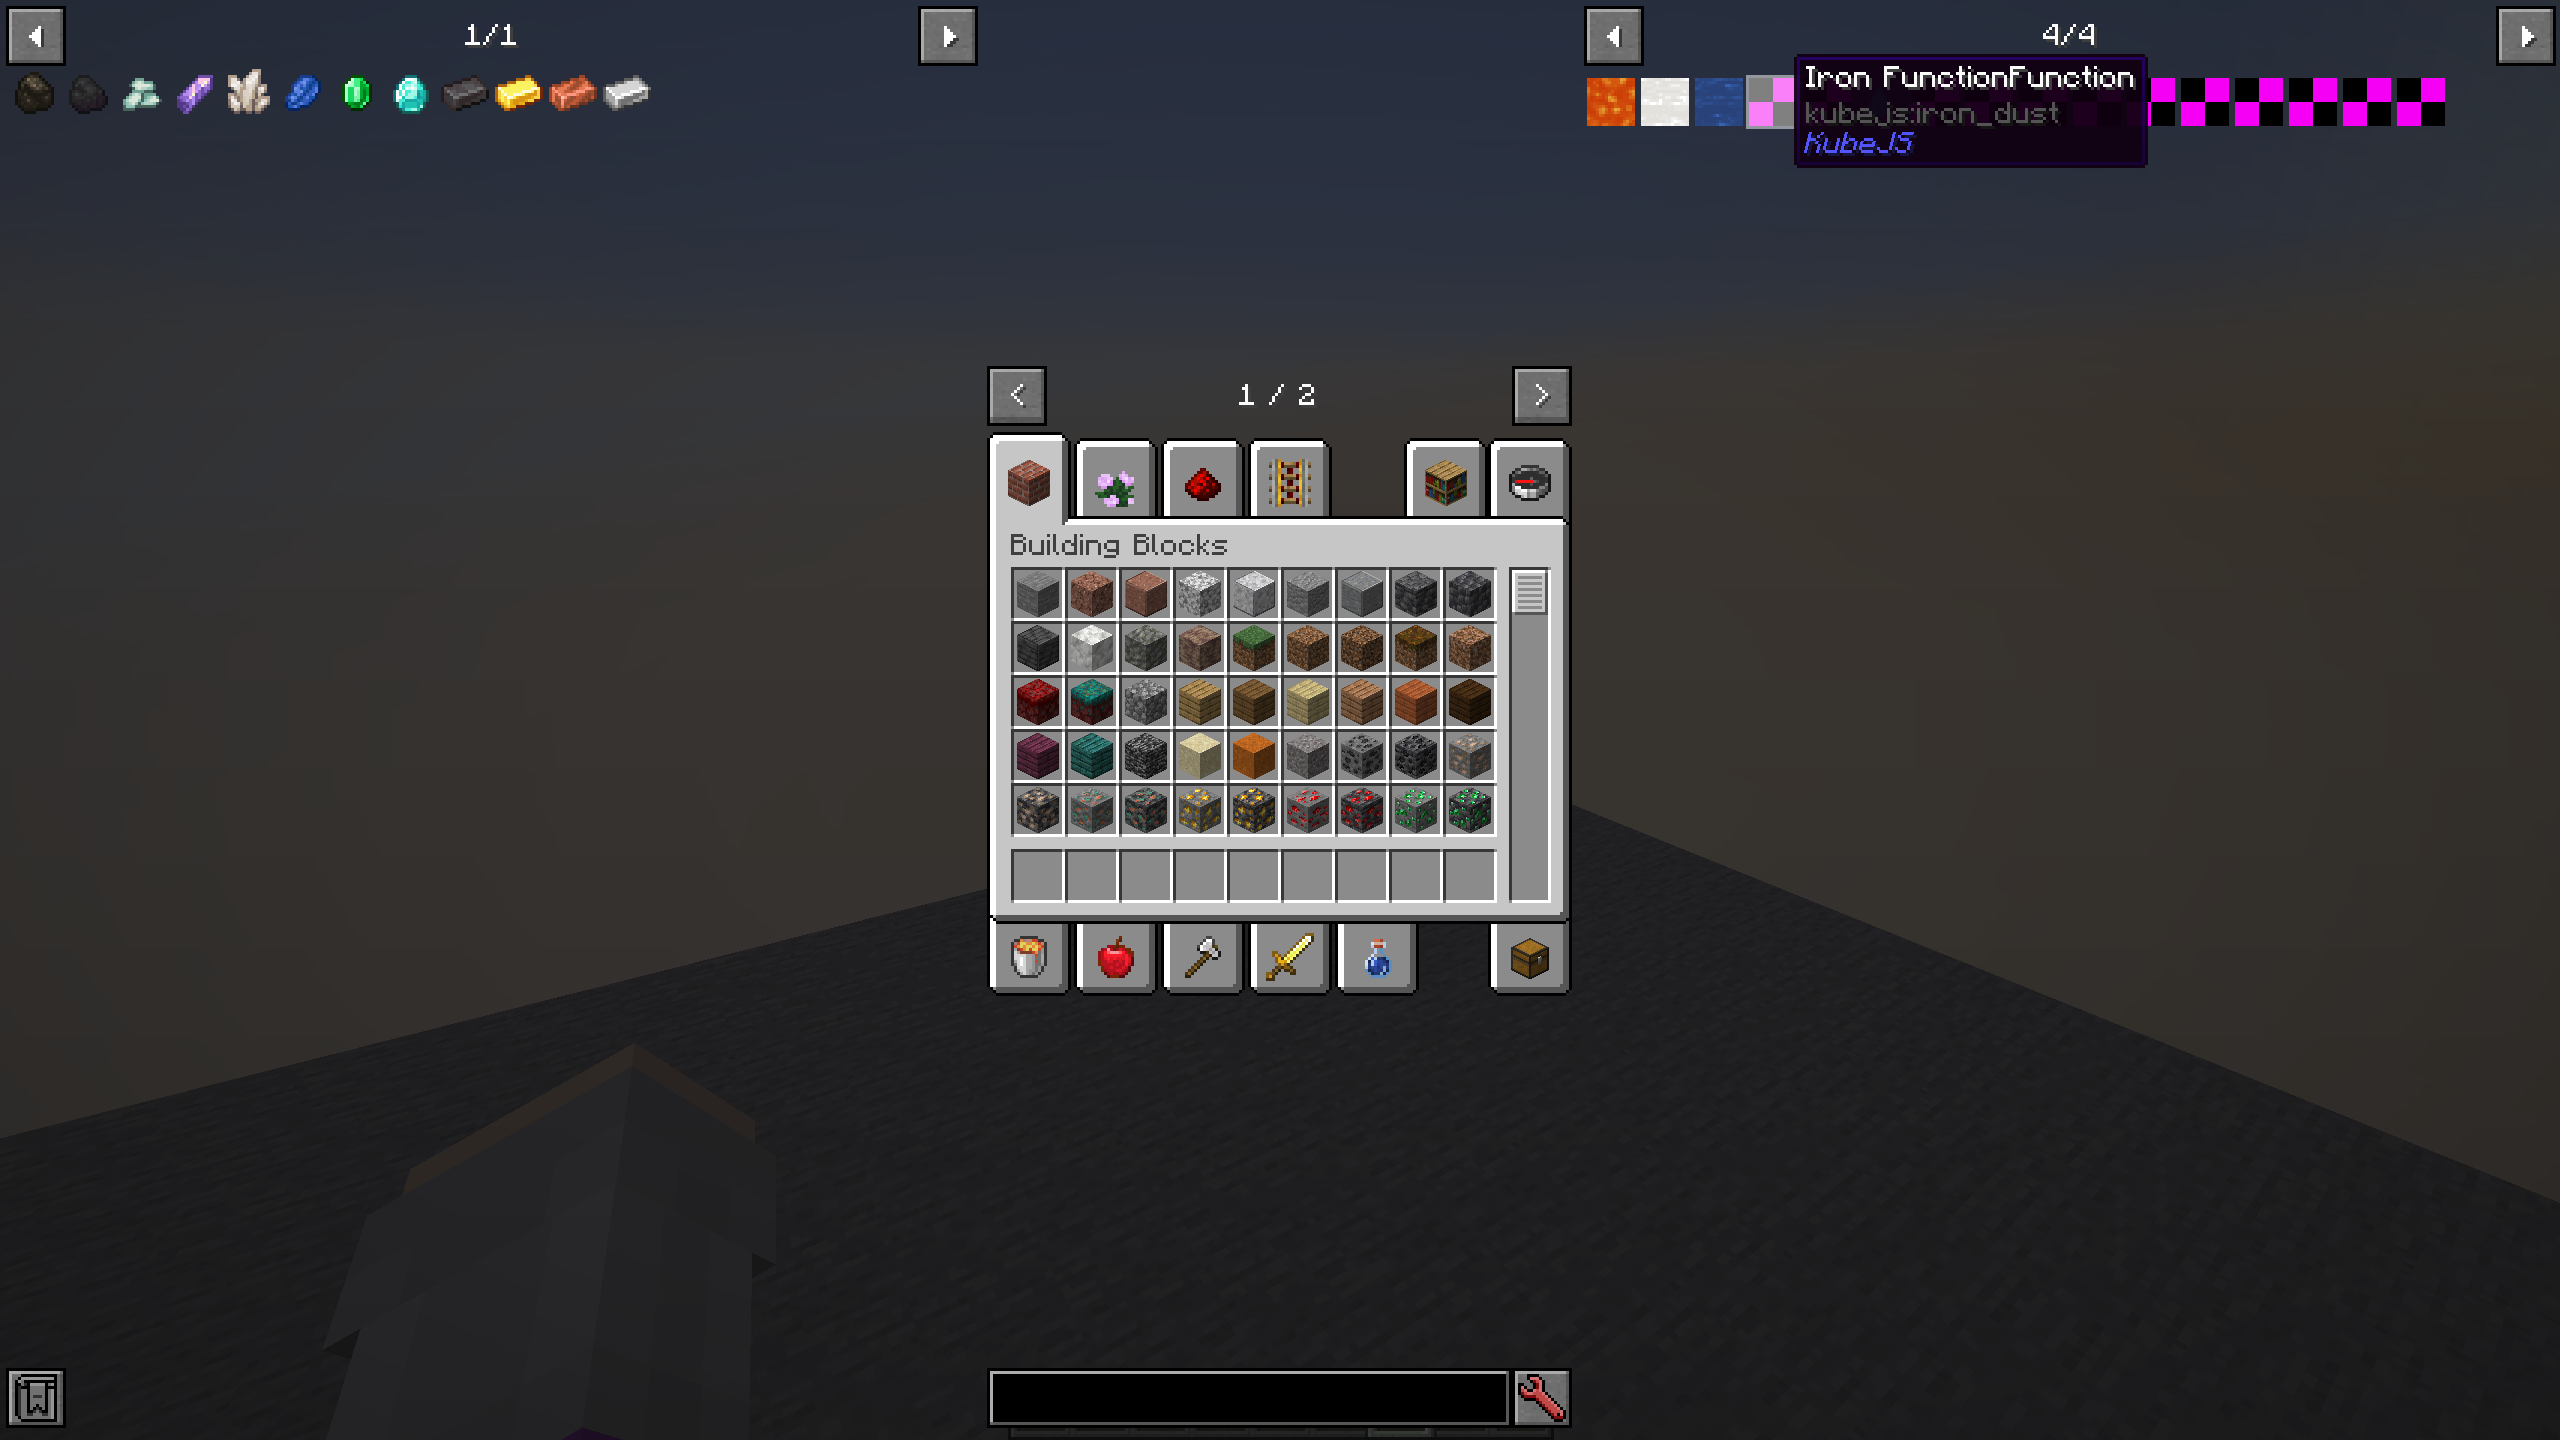 1/1
4/4
Iron FunctionFunction
kubejs:iron_dust
KubeJS
1 / 2
Building Blocks